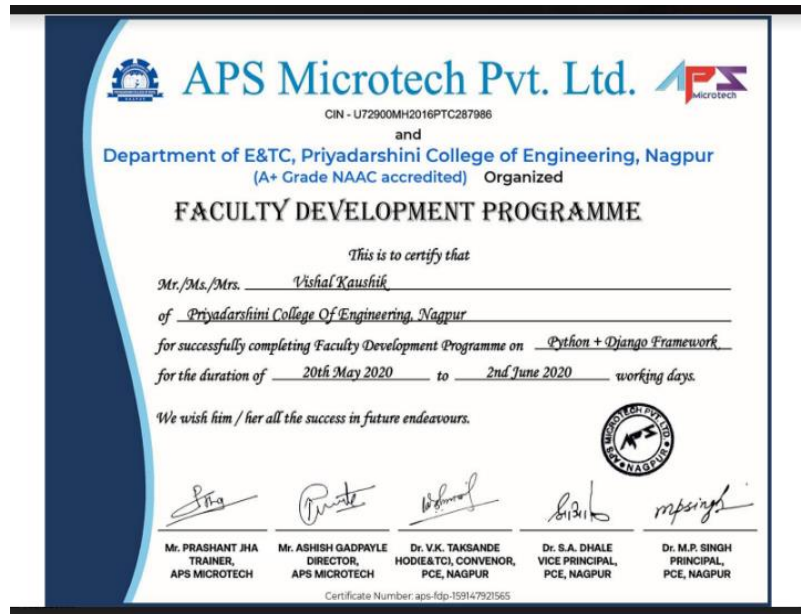 APS Microtech Pvt. Ltd.
APS
Microtech
CIN - U72900MH2016PTC287986
and
Department of E&TC, Priyadarshini College of Engineering, Nagpur
(A+ Grade NAAC accredited) Organized
FACULTY DEVELOPMENT PROGRAMME
This is to certify that
Mr./Ms./Mrs. Vishal Kaushik
of Priyadarshini College Of Engineering, Nagpur
for successfully completing Faculty Development Programme on Python + Django Framework
for the duration of 20th May 2020 to 2nd June 2020 working days.
We wish him / her all the success in future endeavours.
APS MICROTECH PVT. LTD.
APS
NAGPUR
mpsingh
Mr. PRASHANT JHA
TRAINER,
APS MICROTECH
Mr. ASHISH GADPAYLE
DIRECTOR,
APS MICROTECH
Dr. V.K. TAKSANDE
HOD(E&TC), CONVENOR,
PCE, NAGPUR
Dr. S.A. DHALE
VICE PRINCIPAL,
PCE, NAGPUR
Dr. M.P. SINGH
PRINCIPAL,
PCE, NAGPUR
Certificate Number: aps-fdp-159147921565